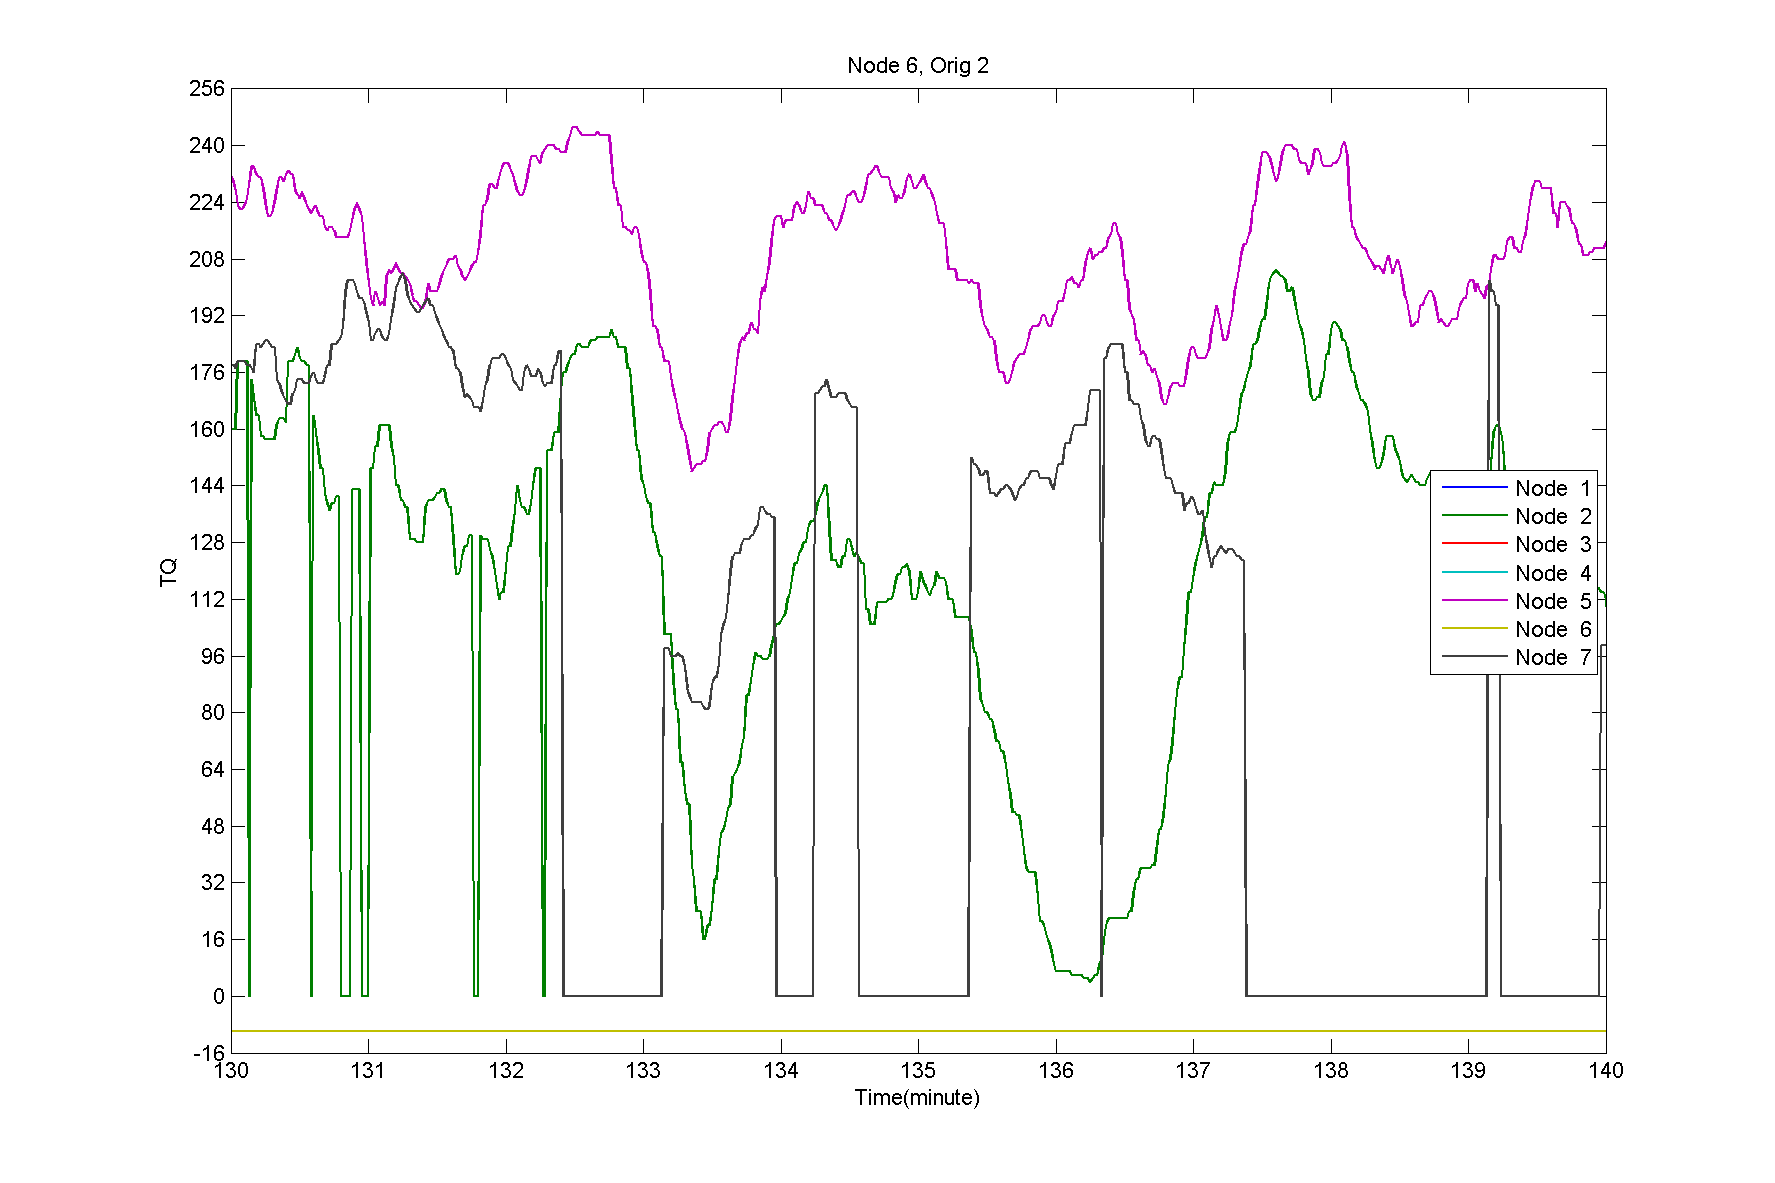 Node 6, Orig 2
256
240
224
208
192
176
160
144
128
112
96
80
64
48
32
16
0
-16
TQ
Node 1
Node 2
Node 3
Node 4
Node 5
Node 6
Node 7
130 131 132 133 134 135 136 137 138 139 140
Time(minute)